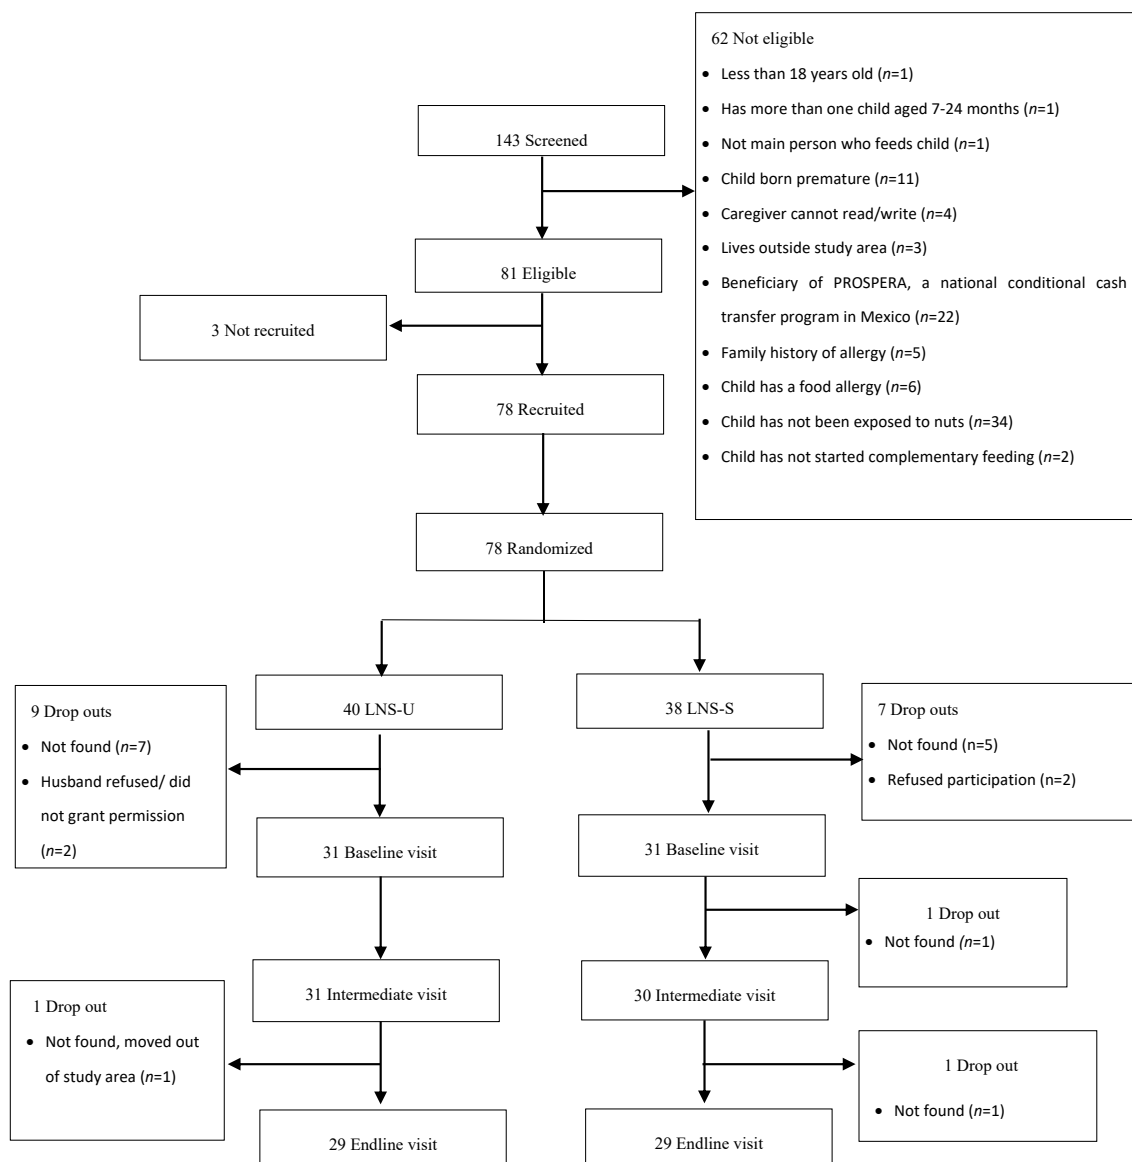 62 Not eligible
• Less than 18 years old (n=1)
• Has more than one child aged 7-24 months (n=1)
• Not main person who feeds child (n=1)
• Child born premature (n=11)
• Caregiver cannot read/write (n=4)
• Lives outside study area (n=3)
• Beneficiary of PROSPERA, a national conditional cash
transfer program in Mexico (n=22)
• Family history of allergy (n=5)
• Child has a food allergy (n=6)
• Child has not been exposed to nuts (n=34)
• Child has not started complementary feeding (n=2)
143 Screened
81 Eligible
3 Not recruited
78 Recruited
78 Randomized
40 LNS-U
38 LNS-S
9 Drop outs
• Not found (n=7)
• Husband refused/ did
not grant permission
(n=2)
7 Drop outs
• Not found (n=5)
• Refused participation (n=2)
31 Baseline visit
31 Baseline visit
1 Drop out
• Not found (n=1)
31 Intermediate visit
30 Intermediate visit
1 Drop out
• Not found, moved out
of study area (n=1)
1 Drop out
• Not found (n=1)
29 Endline visit
29 Endline visit